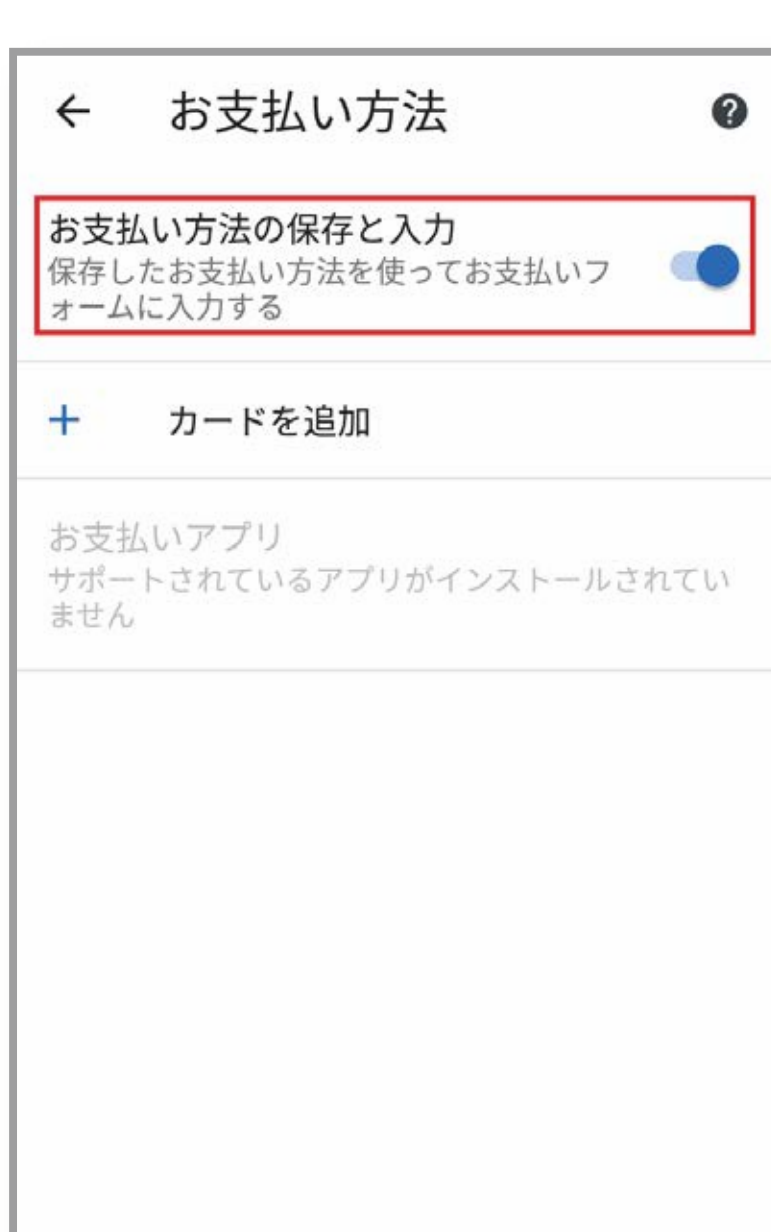 お支払い方法
お支払い方法の保存と入力
保存したお支払い方法を使ってお支払いフ
ォームに入力する
カードを追加
お支払いアプリ
サポートされているアプリがインストールされてい
ません